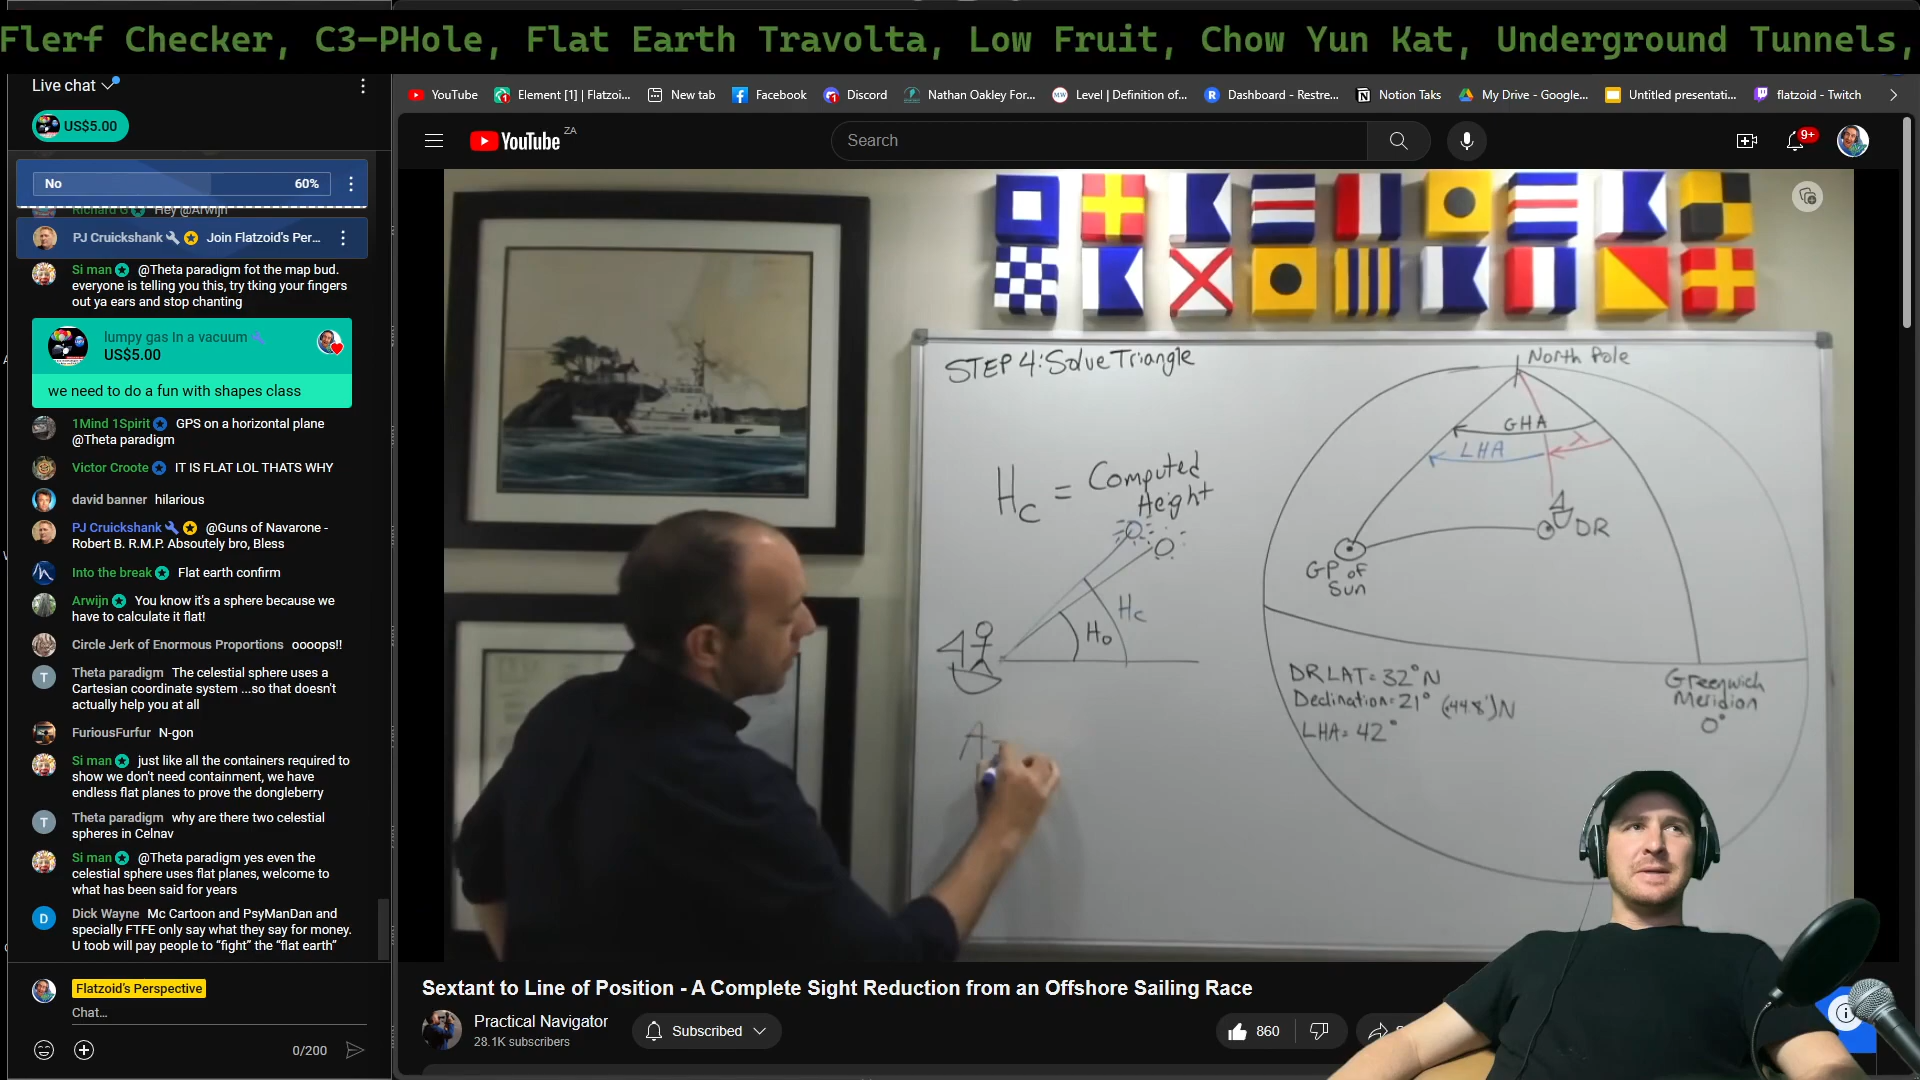 Flerf Checker, C3-PHole, Flat Earth Travolta, Low Fruit, Chow Yun Kat, Underground Tunnels,
Live chat
US$5.00
No 60%
Richard G Hey @Arwijn
PJ Cruickshank Join Flatzoid's Per...
Si man @Theta paradigm fot the map bud.
everyone is telling you this, try tking your fingers
out ya ears and stop chanting
lumpy gas In a vacuum
US$5.00
we need to do a fun with shapes class
1Mind 1Spirit GPS on a horizontal plane
@Theta paradigm
Victor Croote IT IS FLAT LOL THATS WHY
david banner hilarious
PJ Cruickshank @Guns of Navarone -
Robert B. R.M.P. Absoutely bro, Bless
Into the break Flat earth confirm
Arwijn You know it's a sphere because we
have to calculate it flat!
Circle Jerk of Enormous Proportions ooops!!
T Theta paradigm The celestial sphere uses a
Cartesian coordinate system ...so that doesn't
actually help you at all
FuriousFurfur N-gon
Si man just like all the containers required to
show we don't need containment, we have
endless flat planes to prove the dongleberry
T Theta paradigm why are there two celestial
spheres in Celnav
Si man @Theta paradigm yes even the
celestial sphere uses flat planes, welcome to
what has been said for years
D Dick Wayne Mc Cartoon and PsyManDan and
specially FTFE only say what they say for money.
U toob will pay people to “fight” the “flat earth”
Flatzoid's Perspective
Chat...
0/200
YouTube Element [1] | Flatzoi... New tab Facebook Discord Nathan Oakley For... Level | Definition of... Dashboard - Restre... Notion Taks My Drive - Google... Untitled presentati... flatzoid - Twitch
YouTube ZA
Search
9+
STEP 4: Solve Triangle
Hc = Computed
Height
Hc
Ho
A
North Pole
GHA
LHA
λ
DR
GP of
Sun
DR LAT = 32° N
Declination = 21° (.448')N
LHA = 42°
Greenwich
Meridion
0°
Sextant to Line of Position - A Complete Sight Reduction from an Offshore Sailing Race
Practical Navigator
28.1K subscribers
Subscribed
860